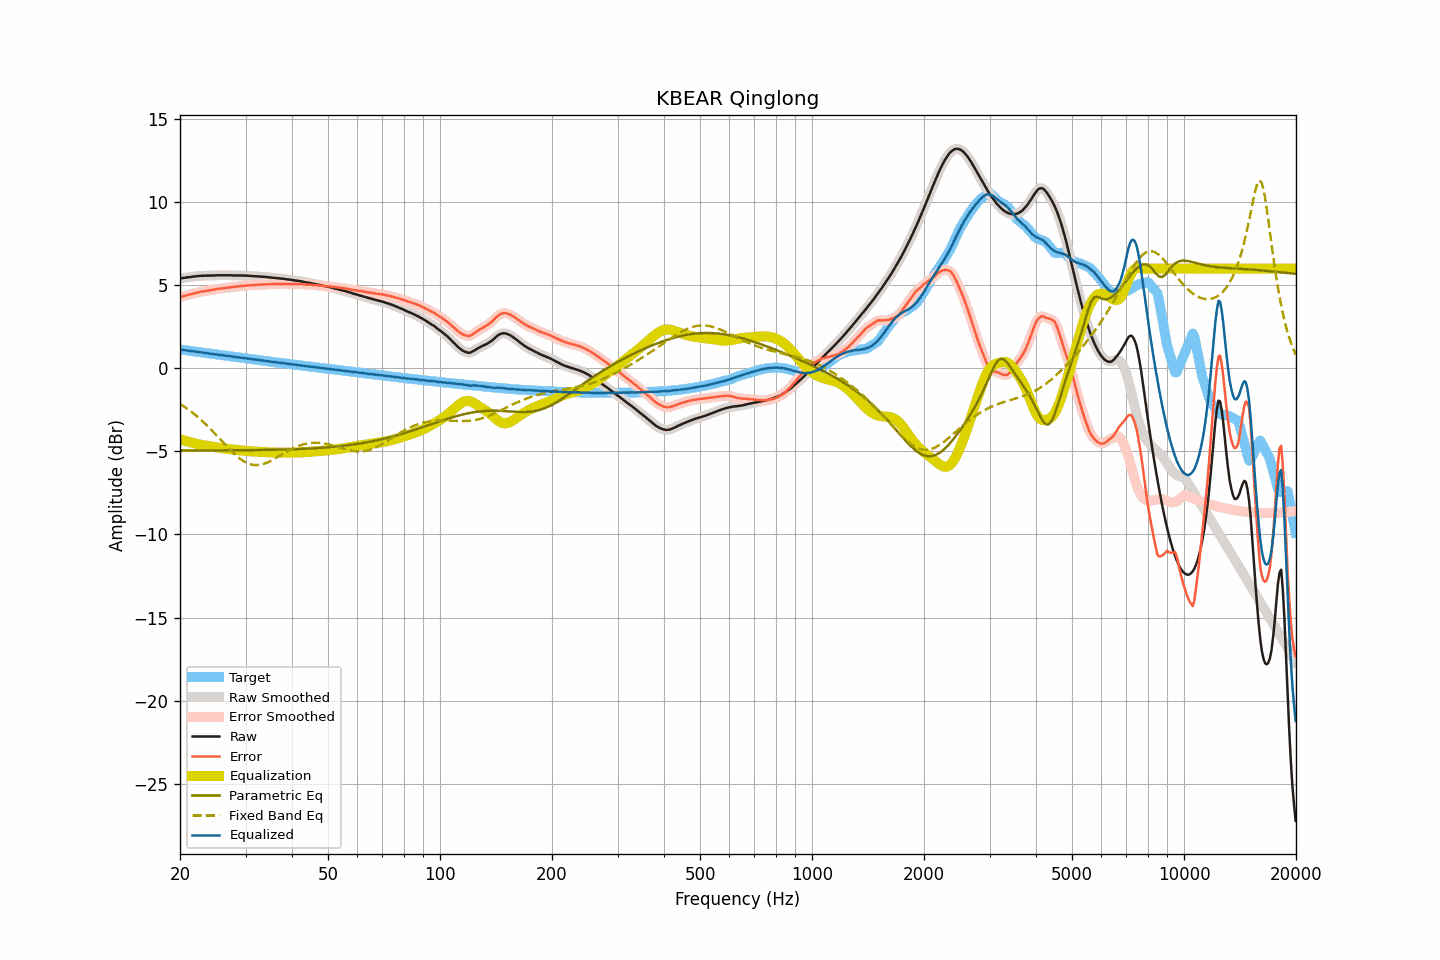 KBEAR Qinglong
15
10
5
0
−5
−10
−15
−20
−25
Amplitude (dBr)
Target
Raw Smoothed
Error Smoothed
Raw
Error
Equalization
Parametric Eq
Fixed Band Eq
Equalized
20 50 100 200 500 1000 2000 5000 10000 20000
Frequency (Hz)